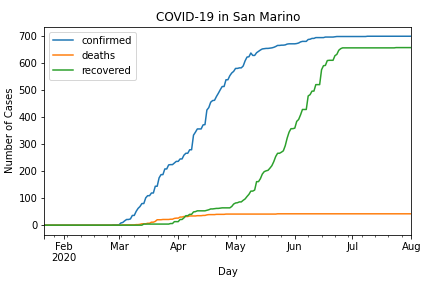 COVID-19 in San Marino
confirmed
deaths
recovered
Number of Cases
700
600
500
400
300
200
100
0
Feb Mar Apr May Jun Jul Aug
2020
Day